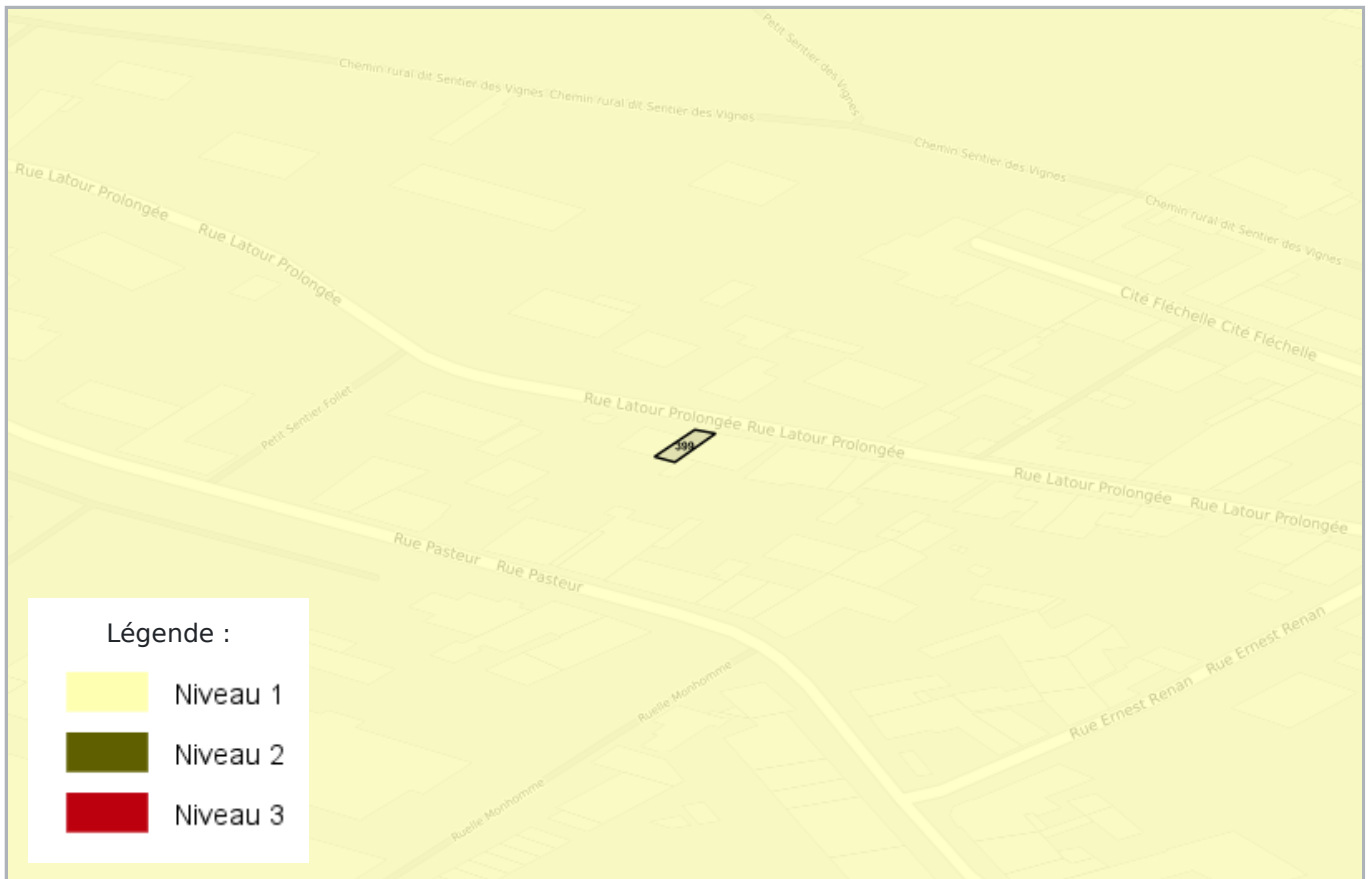 Petit Sentier des Vignes
Chemin rural dit Sentier des Vignes Chemin rural dit Sentier des Vignes
Chemin Sentier des Vignes
Rue Latour Prolongée
Chemin rural dit Sentier des Vignes
Rue Latour Prolongée
Cité Fléchelle Cité Fléchelle
Petit Sentier Follet
Rue Latour Prolongée Rue Latour Prolongée
399
Rue Latour Prolongée Rue Latour Prolongée
Rue Pasteur Rue Pasteur
Rue Ernest Renan Rue Ernest Renan
Ruelle Monhomme
Ruelle Monhomme
Légende :
Niveau 1
Niveau 2
Niveau 3